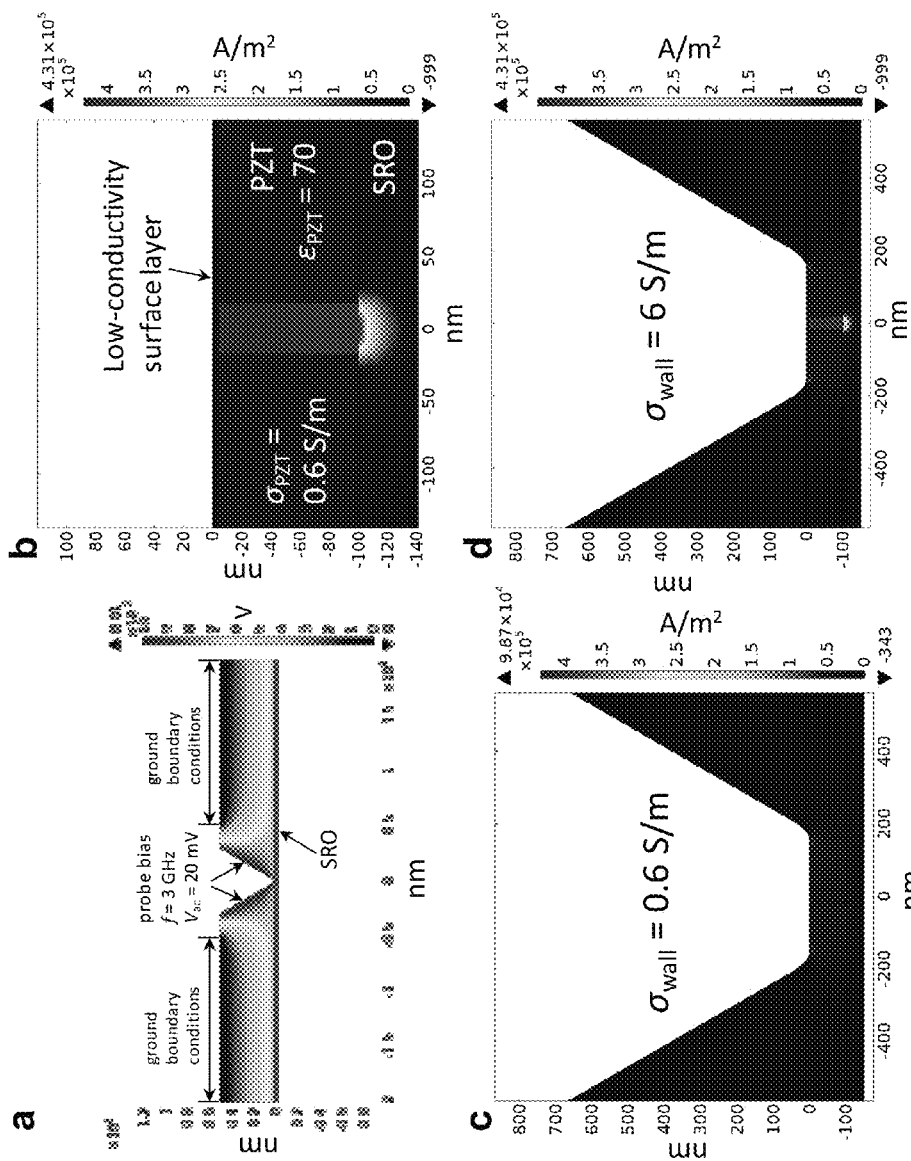 a
ground
boundary
conditions
probe bias
f = 3 GHz
Vac = 20 mV
ground
boundary
conditions
SRO
nm
nm
V
b
Low-conductivity
surface layer
σPZT =
0.6 S/m
PZT
εPZT = 70
SRO
100
80
60
40
20
0
-20
-40
-60
-80
-100
-120
-140
nm
-100
-50
0
50
100
nm
▲ 4.31×10⁵
×10⁵
A/m²
4
3.5
3
2.5
2
1.5
1
0.5
0
▼ -999
c
σwall = 0.6 S/m
800
700
600
500
400
300
200
100
0
-100
nm
-400
-200
0
200
400
nm
▲ 9.87×10⁴
×10⁵
A/m²
4
3.5
3
2.5
2
1.5
1
0.5
0
▼ -343
d
σwall = 6 S/m
800
700
600
500
400
300
200
100
0
-100
nm
-400
-200
0
200
400
nm
▲ 4.31×10⁵
×10⁵
A/m²
4
3.5
3
2.5
2
1.5
1
0.5
0
▼ -999